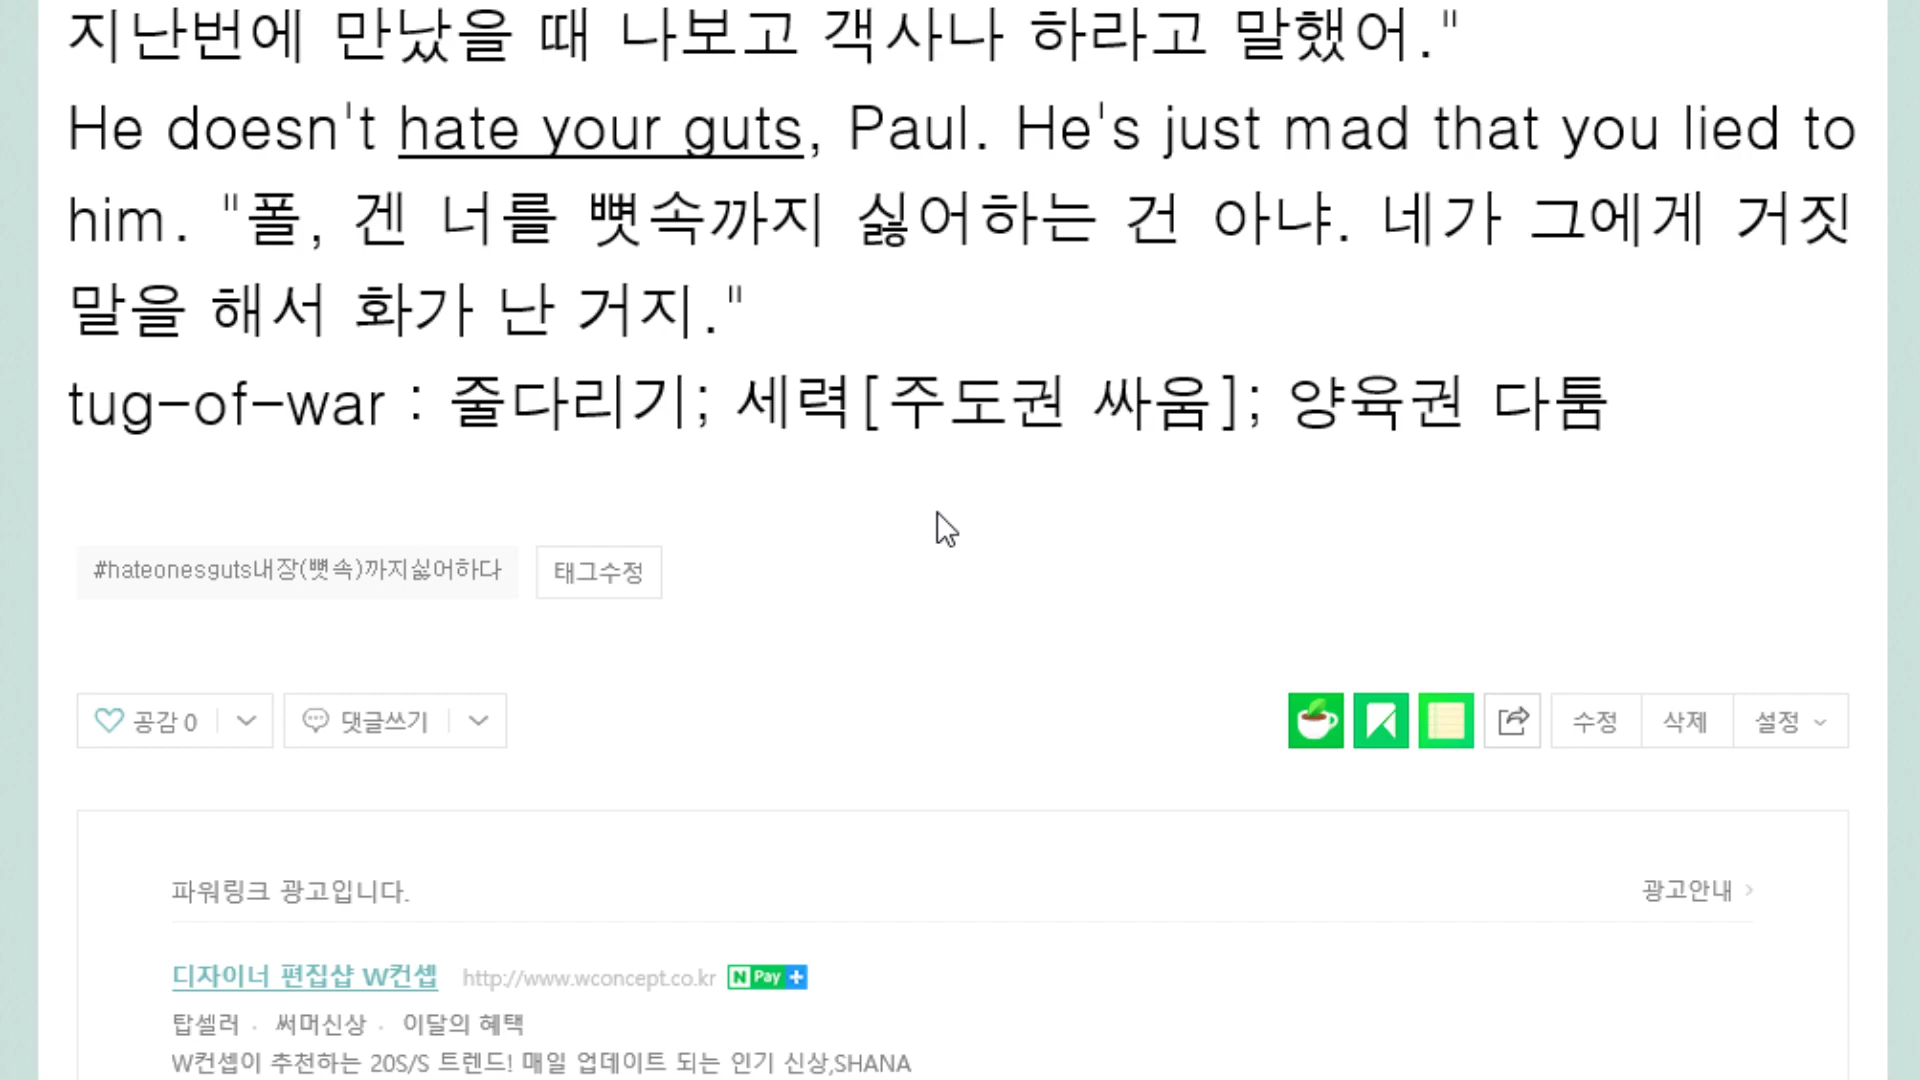 지난번에 만났을 때 나보고 객사나 하라고 말했어."
He doesn't hate your guts, Paul. He's just mad that you lied to
him. "폴, 겐 너를 뼛속까지 싫어하는 건 아냐. 네가 그에게 거짓
말을 해서 화가 난 거지."
tug-of-war : 줄다리기; 세력[주도권 싸움]; 양육권 다툼
#hateonesguts내장(뼛속)까지싫어하다 태그수정
공감 0 댓글쓰기 수정 삭제 설정
파워링크 광고입니다. 광고안내
디자이너 편집샵 W컨셉 http://www.wconcept.co.kr N Pay +
탑셀러 · 써머신상 · 이달의 혜택
W컨셉이 추천하는 20S/S 트렌드! 매일 업데이트 되는 인기 신상,SHANA